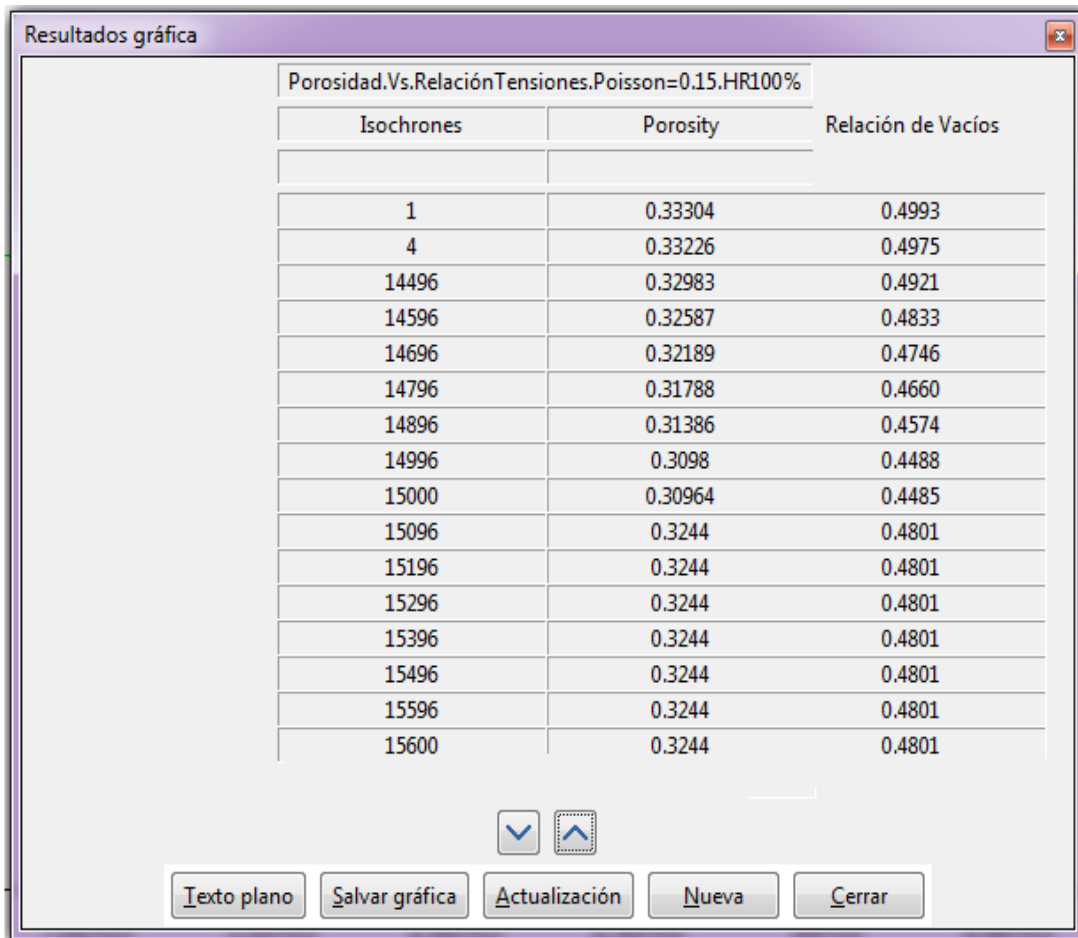 Resultados gráfica
Porosidad.Vs.RelaciónTensiones.Poisson=0.15.HR100%
Isochrones Porosity Relación de Vacíos
1 0.33304 0.4993
4 0.33226 0.4975
14496 0.32983 0.4921
14596 0.32587 0.4833
14696 0.32189 0.4746
14796 0.31788 0.4660
14896 0.31386 0.4574
14996 0.3098 0.4488
15000 0.30964 0.4485
15096 0.3244 0.4801
15196 0.3244 0.4801
15296 0.3244 0.4801
15396 0.3244 0.4801
15496 0.3244 0.4801
15596 0.3244 0.4801
15600 0.3244 0.4801
Texto plano Salvar gráfica Actualización Nueva Cerrar